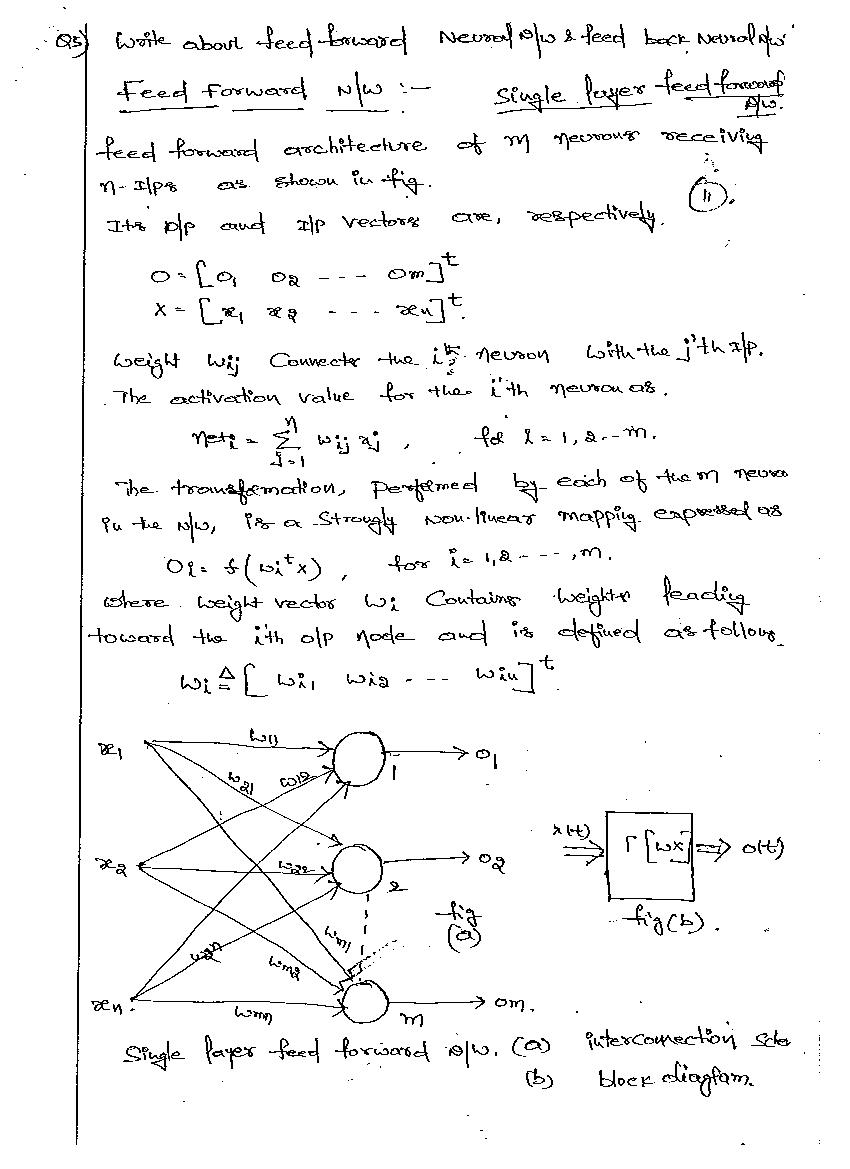 Q5) Write about feed forward Neural N/w & feed back Neural N/w
Feed Forward N/W :- Single layer feed forward
N/W.
feed forward architecture of m neurons receiving
n- I/ps as shown in fig.
11.
Its o/p and I/p vectors are, respectively.
O = [O1 O2 --- Om]^t
X = [x1 x2 --- xn]^t.
Weight Wij Connects the ith neuron with the j'th I/p.
The activation value for the i'th neuron as.
neti = n∑j=1 wij xj , for i = 1, 2 --m.
The transformation, performed by each of the m neuro
in the N/w, is a strongly non-linear mapping expressed as
Oi = f(wi^t x) , for i = 1, 2 ----, m.
where weight vector wi Contains weights leading
toward the ith o/p node and is defined as follows.
wi ≜ [ wi1 wi2 --- win]^t
x1 w11 1 O1
w21 w12
x(t) Γ[wx] O(t)
x2 w22 2 O2
fig
(a) fig(b).
wm1
w2n wm2
xn. wmn m Om.
Single layer feed forward N/w. (a) interconnection Sche
(b) block diagram.